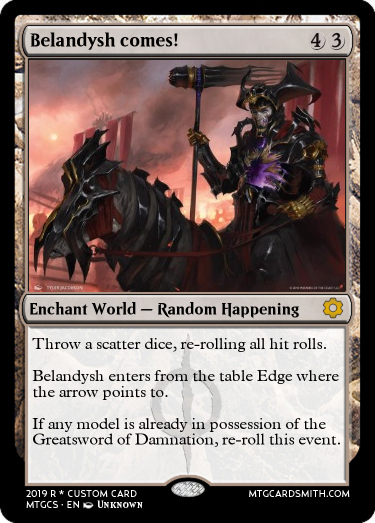 Belandysh comes! 4 3
Enchant World — Random Happening
Throw a scatter dice, re-rolling all hit rolls.
Belandysh enters from the table Edge where
the arrow points to.
If any model is already in possession of the
Greatsword of Damnation, re-roll this event.
2019 R * CUSTOM CARD
MTGCS · EN UNKNOWN
MTGCARDSMITH.COM